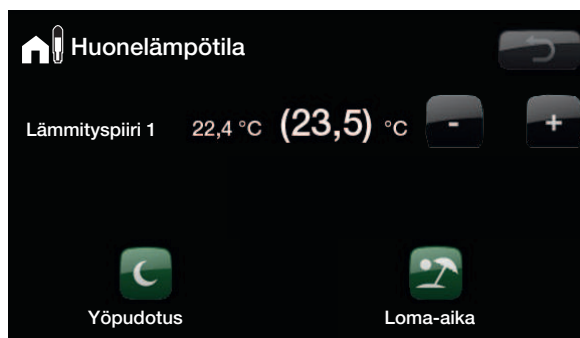 Huonelämpötila
Lämmityspiiri 1 22,4 °C (23,5) °C - +
Yöpudotus Loma-aika